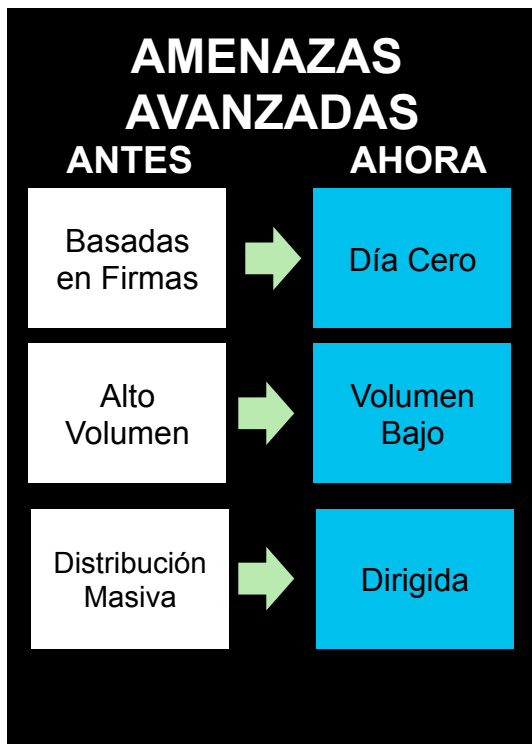 AMENAZAS
AVANZADAS
ANTES
AHORA
Basadas
en Firmas
Día Cero
Alto
Volumen
Volumen
Bajo
Distribución
Masiva
Dirigida